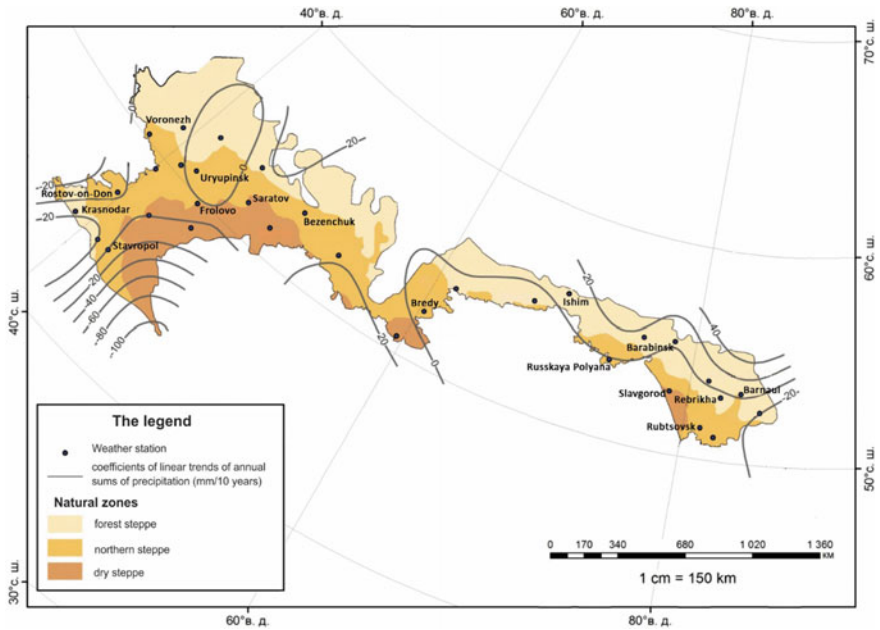 40°в. д.
60°в. д.
80°в. д.
70°с. ш.
0
Voronezh
20
Uryupinsk
0
-20
Rostov-on-Don
Saratov
Krasnodar
-20
Frolovo
Bezenchuk
Stavropol
-20
-40
-60
-80
-100
60°с. ш.
40°с. ш.
Bredy
-20
0
-20
Ishim
40
Barabinsk
Russkaya Polyana
Slavgorod
Rebrikha
Barnaul
-20
Rubtsovsk
50°с. ш.
The legend
Weather station
coefficients of linear trends of annual
sums of precipitation (mm/10 years)
Natural zones
forest steppe
northern steppe
dry steppe
0 170 340 680 1 020 1 360
КМ
1 cm = 150 km
30°с. ш.
60°в. д.
80°в. д.